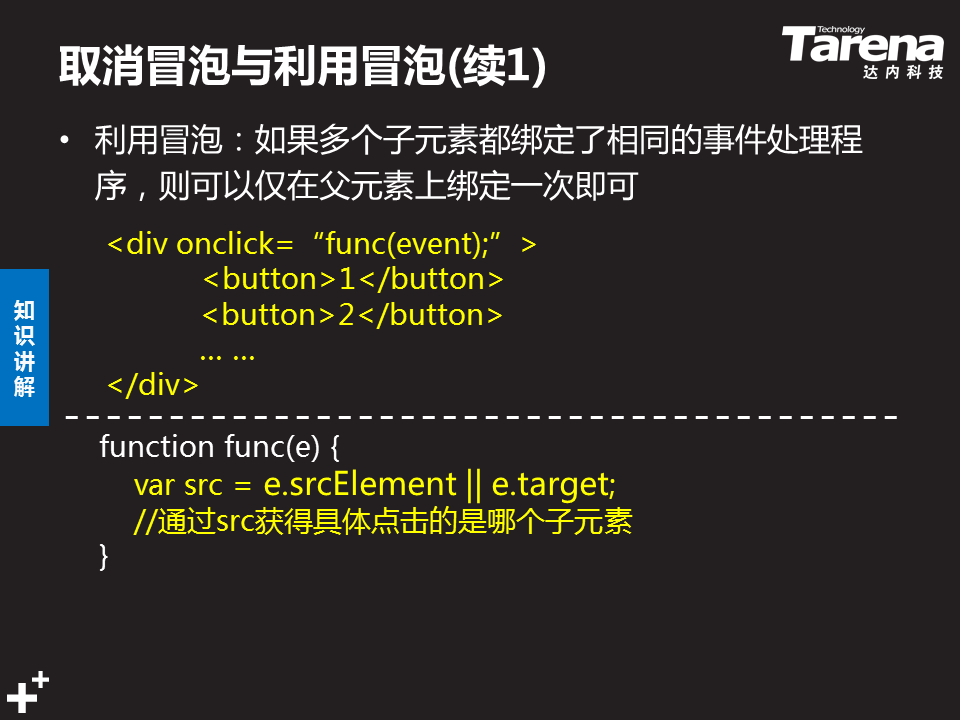 取消冒泡与利用冒泡(续1)
Technology
Tarena
达内科技
• 利用冒泡：如果多个子元素都绑定了相同的事件处理程
序，则可以仅在父元素上绑定一次即可
<div onclick=“func(event);”>
<button>1</button>
<button>2</button>
... ...
</div>
知识讲解
function func(e) {
var src = e.srcElement || e.target;
//通过src获得具体点击的是哪个子元素
}